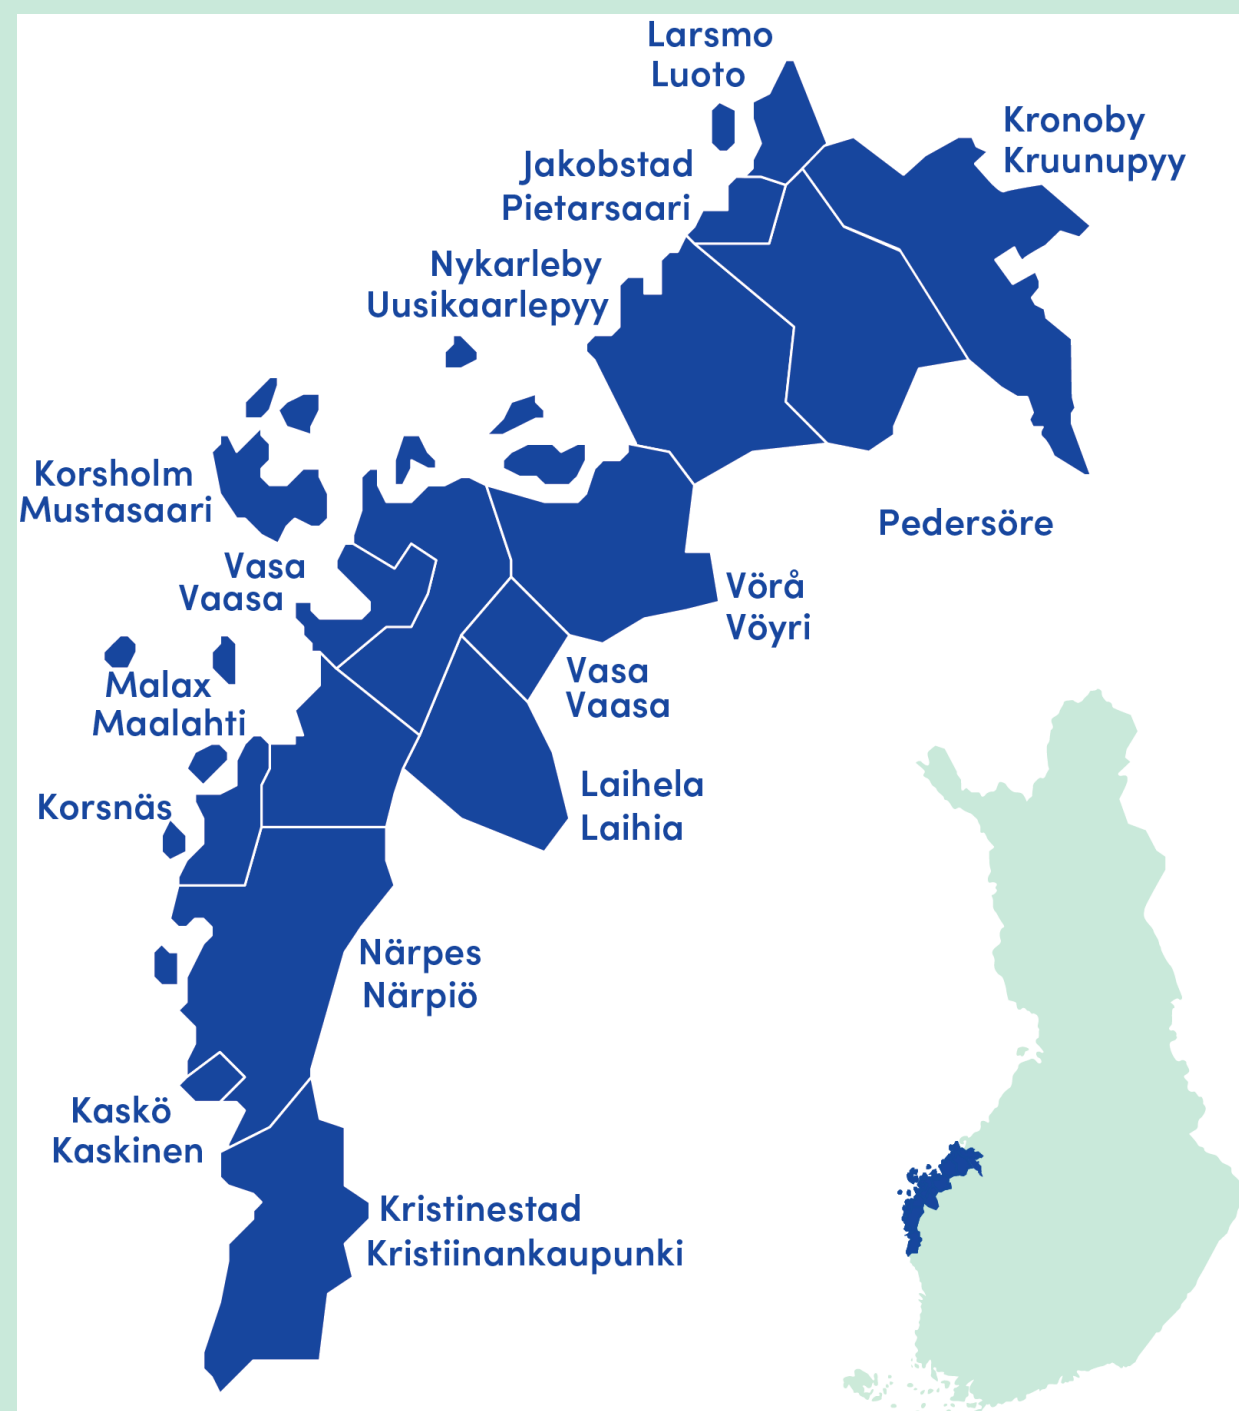 Larsmo
Luoto
Kronoby
Kruunupyy
Jakobstad
Pietarsaari
Nykarleby
Uusikaarlepyy
Korsholm
Mustasaari
Pedersöre
Vasa
Vaasa
Vörå
Vöyri
Vasa
Vaasa
Malax
Maalahti
Laihela
Laihia
Korsnäs
Närpes
Närpiö
Kaskö
Kaskinen
Kristinestad
Kristiinankaupunki